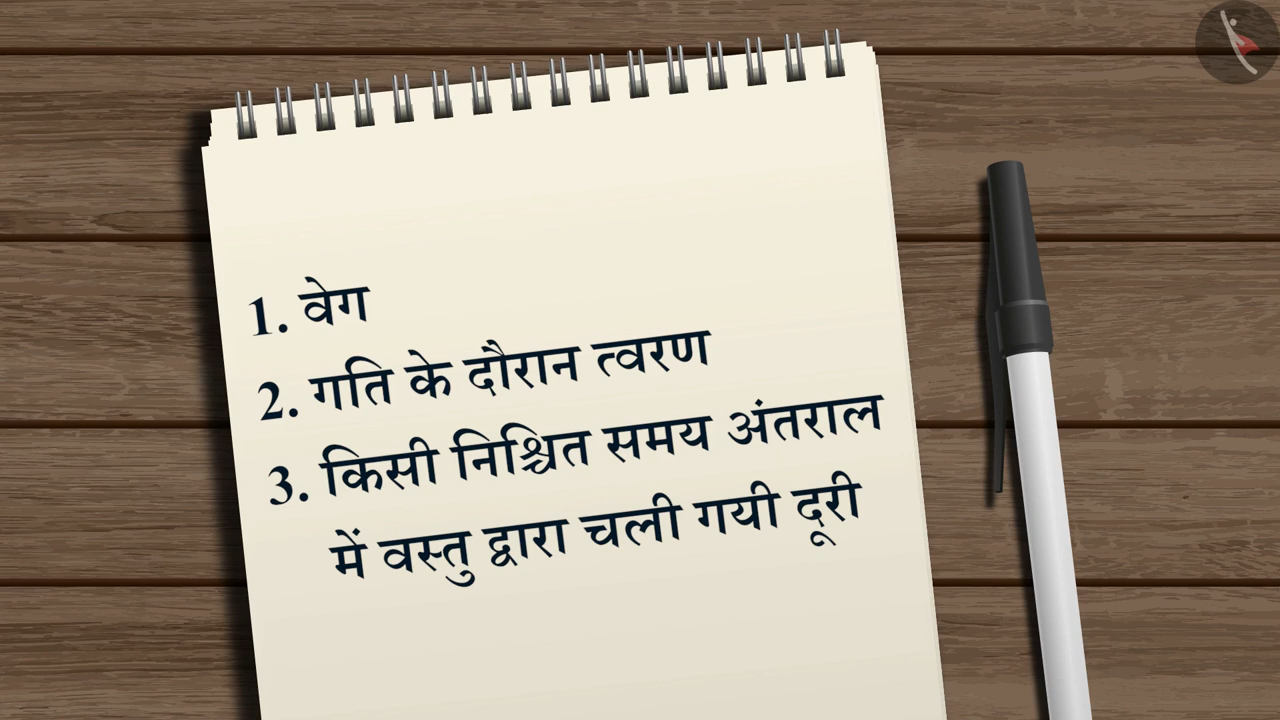 1. वेग
2. गति के दौरान त्वरण
3. किसी निश्चित समय अंतराल
में वस्तु द्वारा चली गयी दूरी